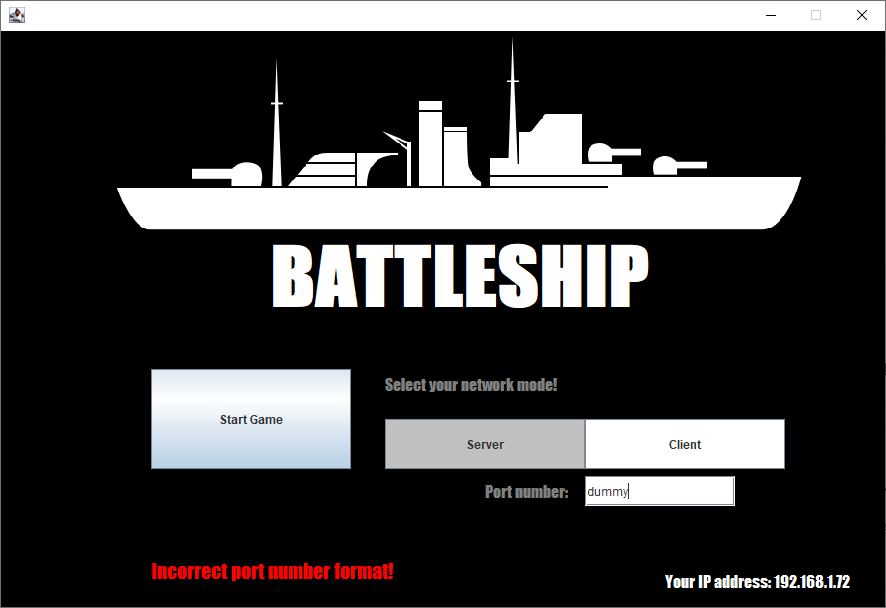 BATTLESHIP
Select your network mode!
Start Game
Server
Client
Port number:
dummy
Incorrect port number format!
Your IP address: 192.168.1.72